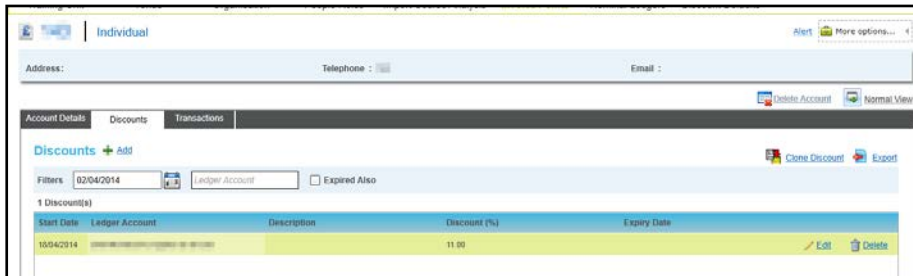 Individual
Alert More options...
Address: Telephone : Email :
Delete Account Normal View
Account Details Discounts Transactions
Discounts Add
Clone Discount Export
Filters 02/04/2014 Ledger Account Expired Also
1 Discount(s)
Start Date Ledger Account Description Discount (%) Expiry Date
18/04/2014 11.00 Edit Delete